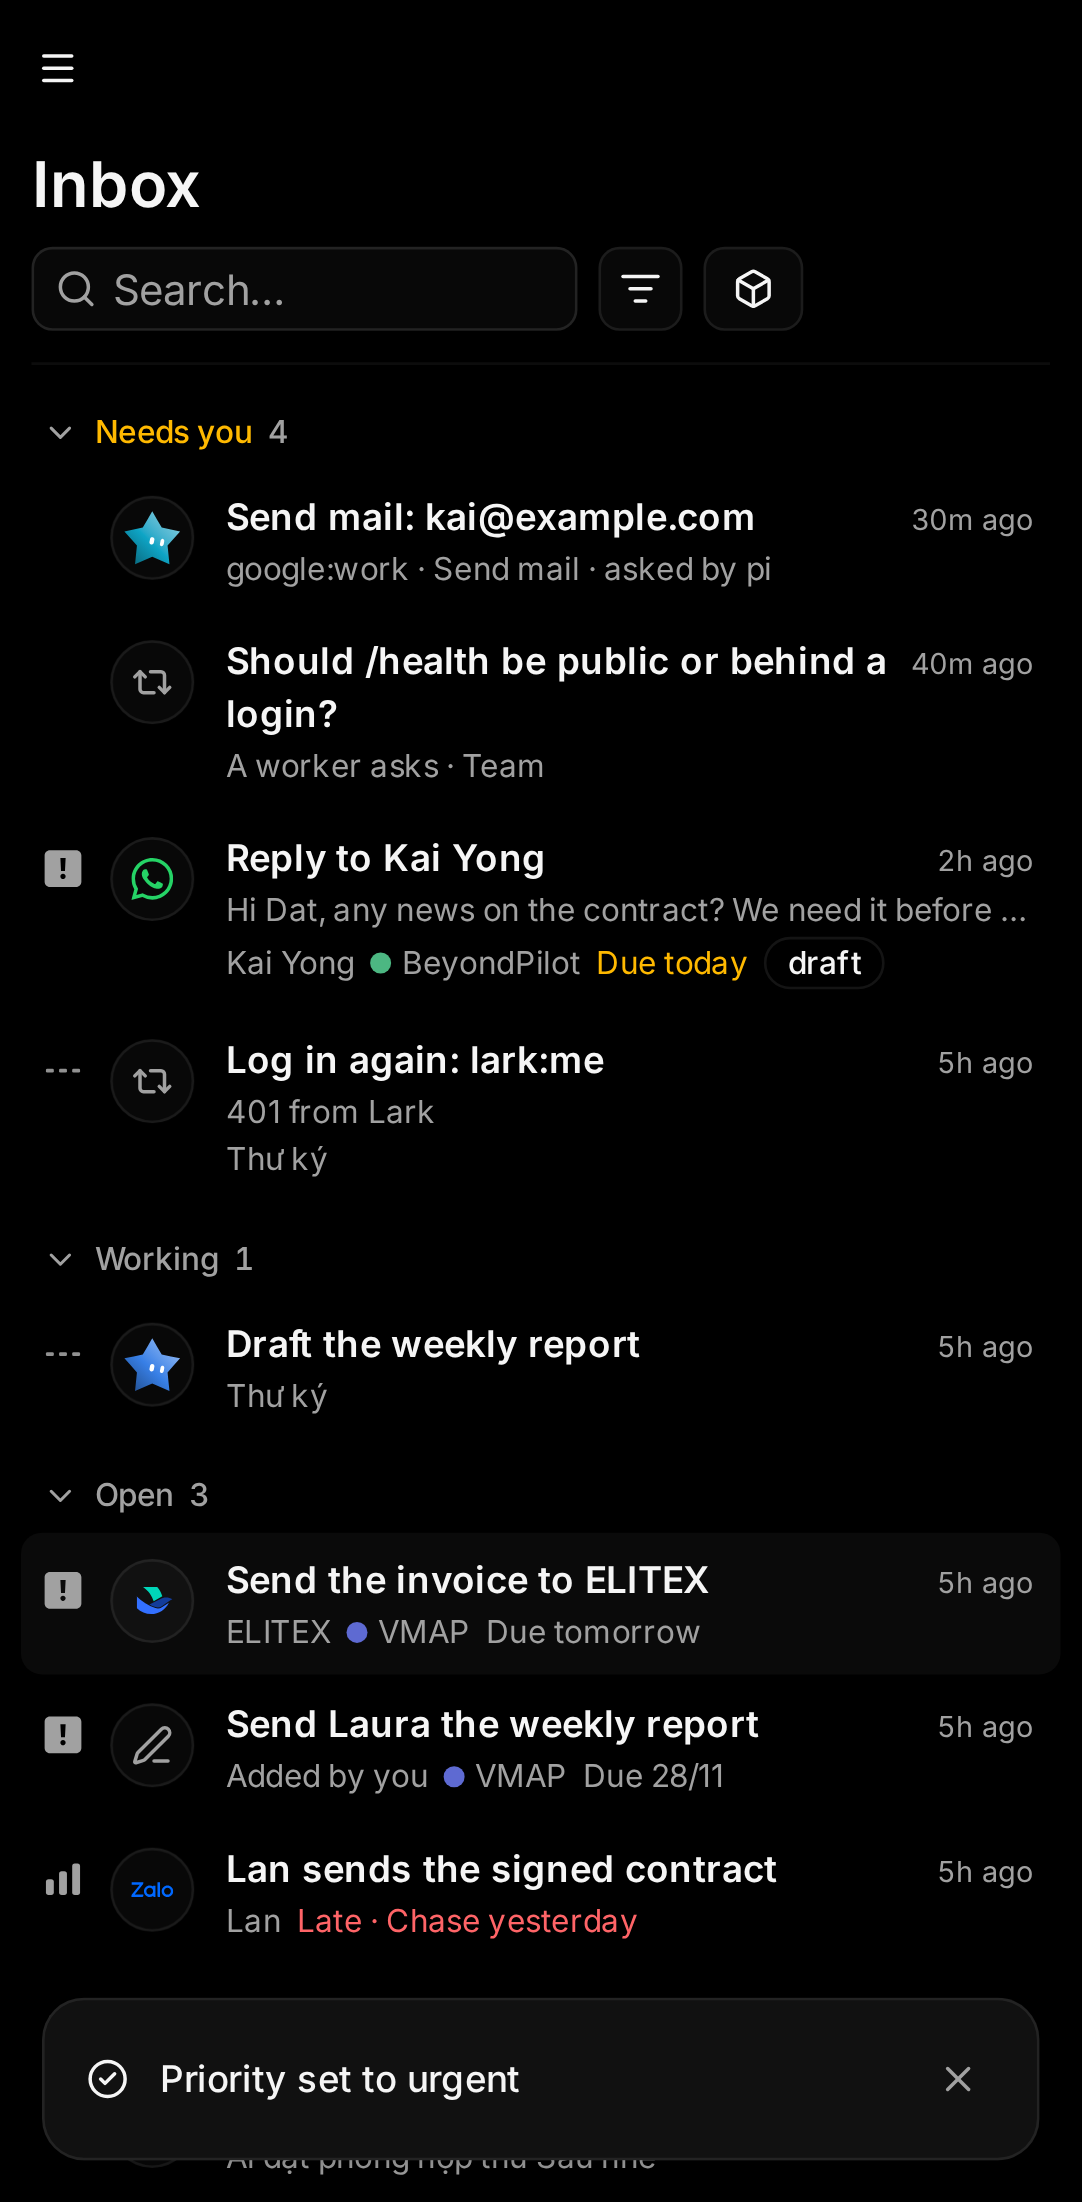 Inbox
Search...
Needs you 4
Send mail: kai@example.com 30m ago
google:work · Send mail · asked by pi
Should /health be public or behind a login? 40m ago
A worker asks · Team
Reply to Kai Yong 2h ago
Hi Dat, any news on the contract? We need it before ...
Kai Yong BeyondPilot Due today draft
Log in again: lark:me 5h ago
401 from Lark
Thư ký
Working 1
Draft the weekly report 5h ago
Thư ký
Open 3
Send the invoice to ELITEX 5h ago
ELITEX VMAP Due tomorrow
Send Laura the weekly report 5h ago
Added by you VMAP Due 28/11
Zalo
Lan sends the signed contract 5h ago
Lan Late · Chase yesterday
Priority set to urgent